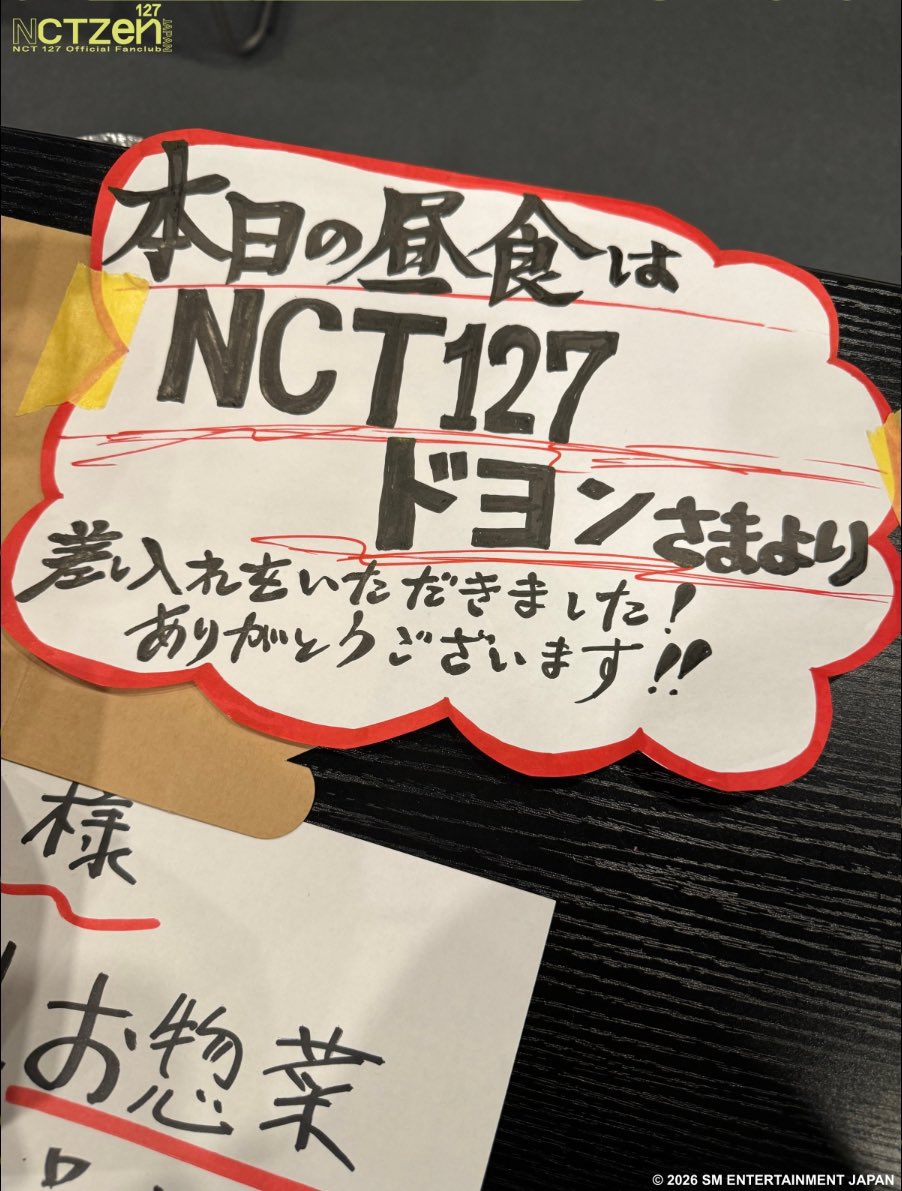 NCTzen 127 JAPAN
NCT 127 Official Fanclub
本日の昼食は
NCT127
ドヨンさまより
差し入れをいただきました!
ありがとうございます!!
様
お惣菜
© 2026 SM ENTERTAINMENT JAPAN